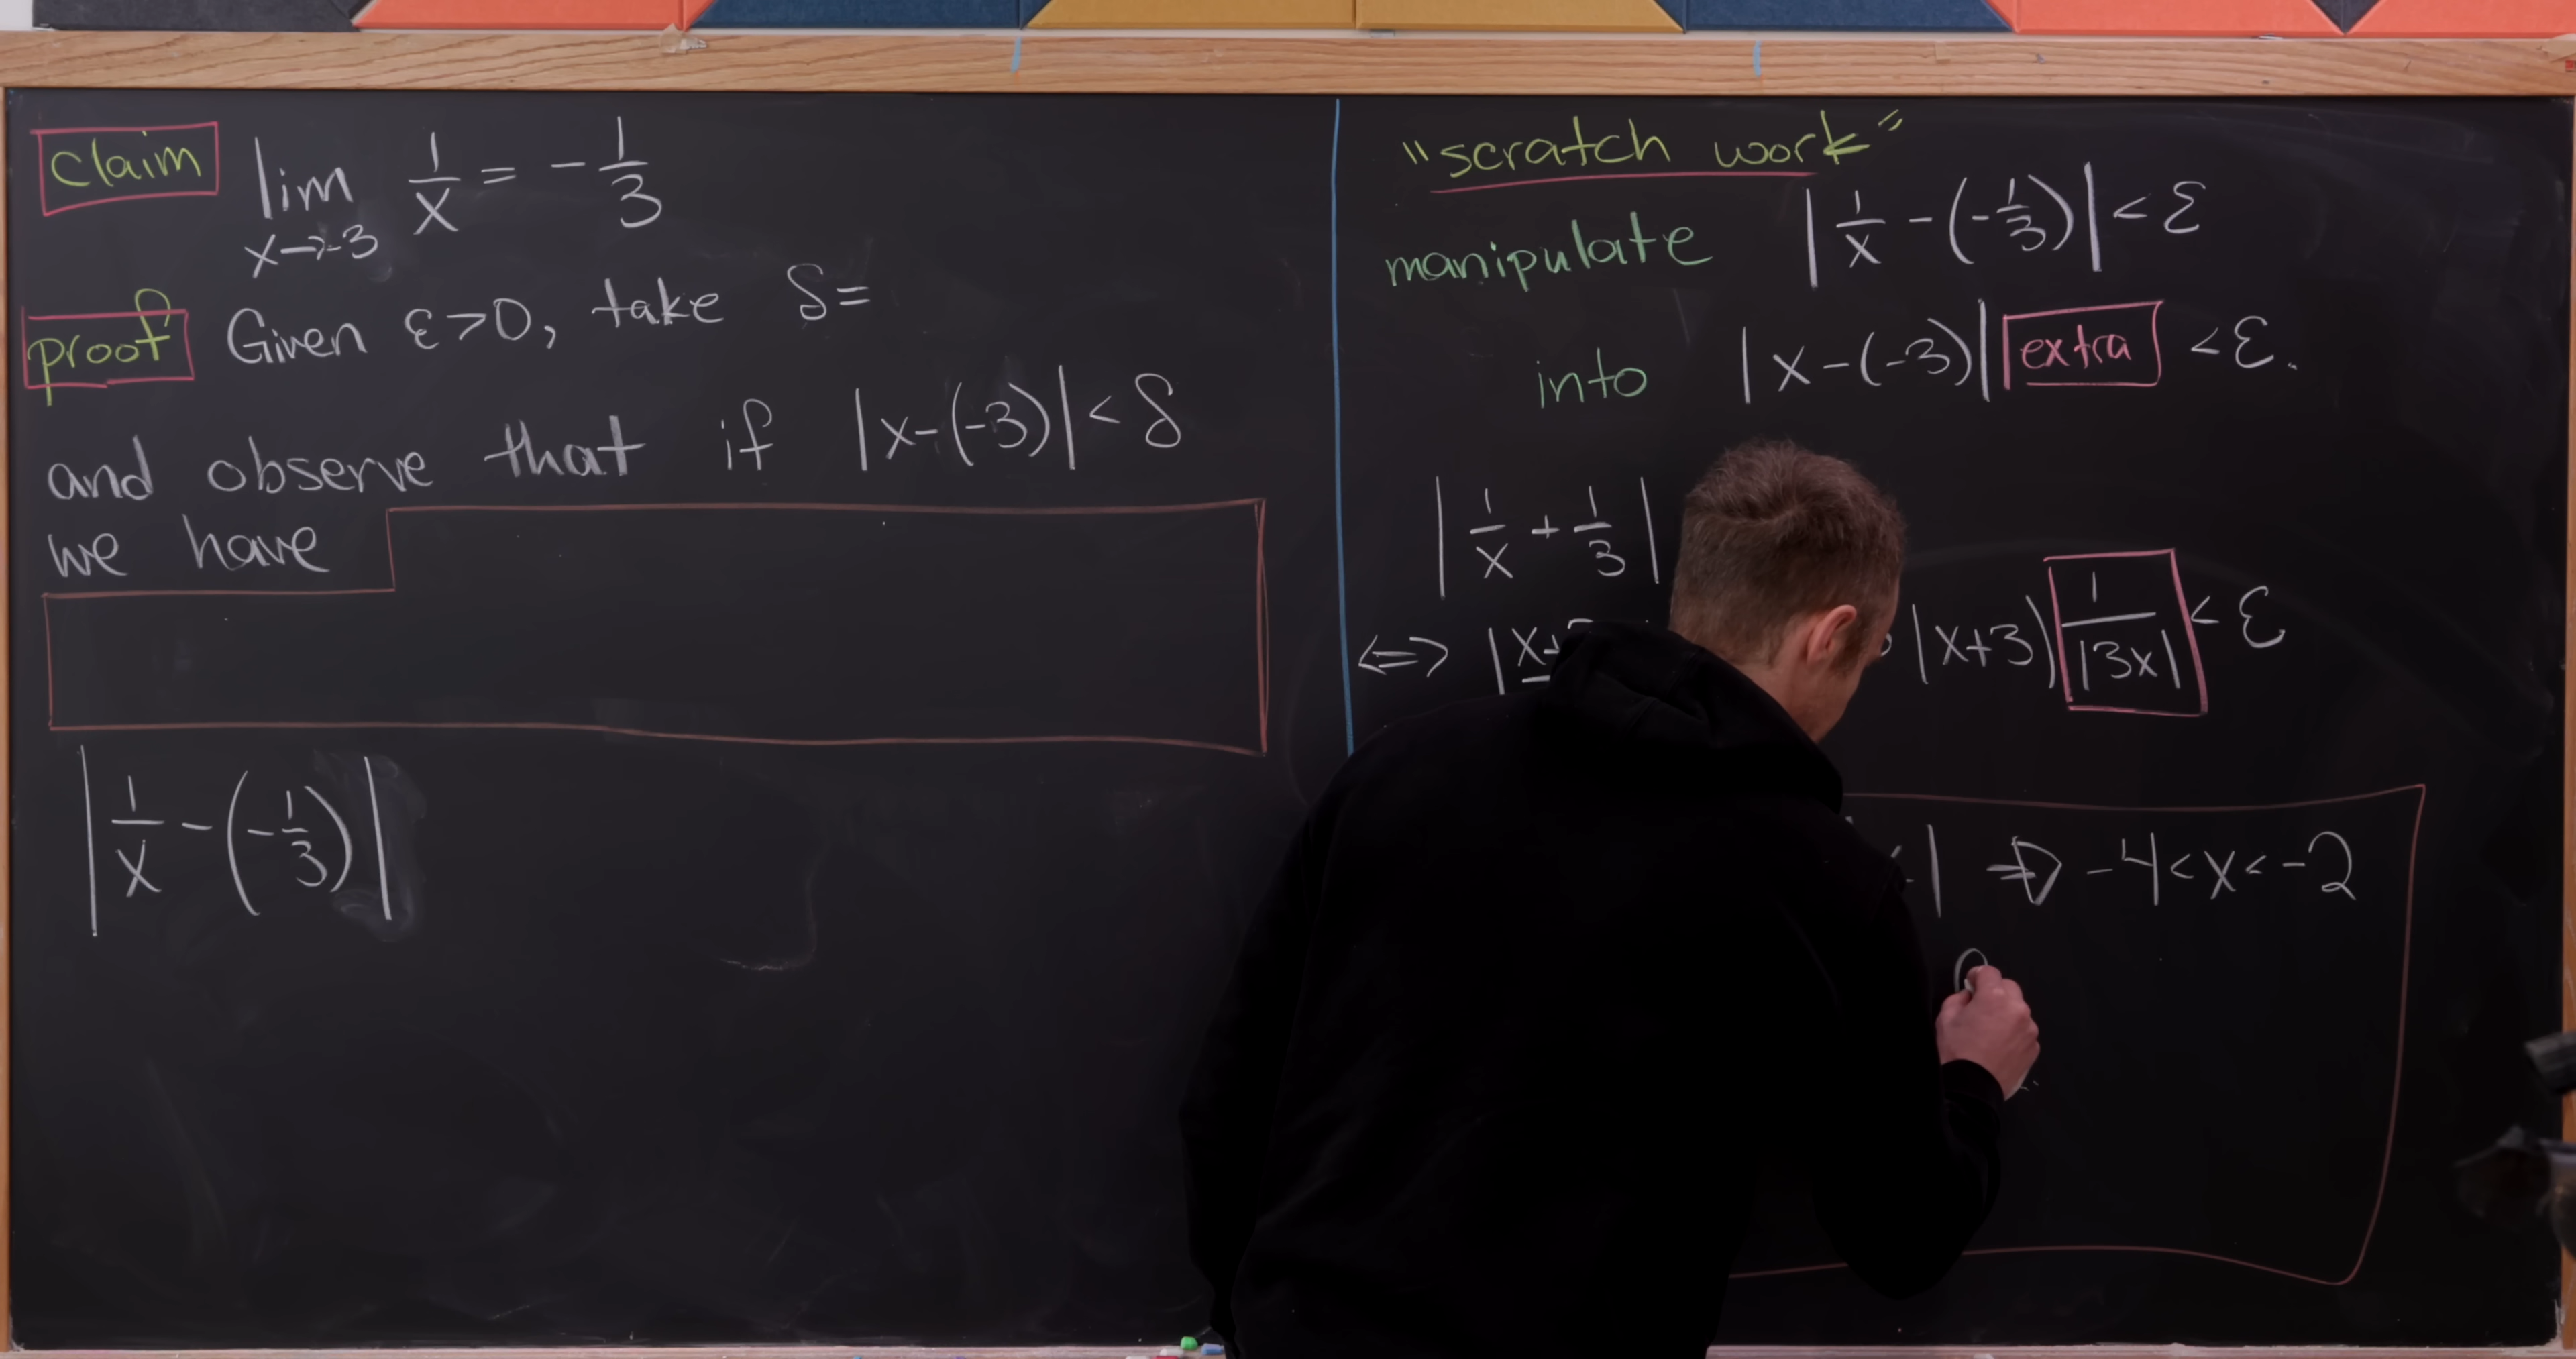 claim lim x→-3 1/x = -1/3
proof Given ε>0, take δ=
and observe that if |x-(-3)|<δ
we have
|1/x - (-1/3)|
"scratch work"
manipulate |1/x - (-1/3)| < ε
into |x-(-3)| extra < ε.
|1/x + 1/3|
⇔ |x+ |x+3| 1/|3x| < ε
1 ⇒ -4<x<-2